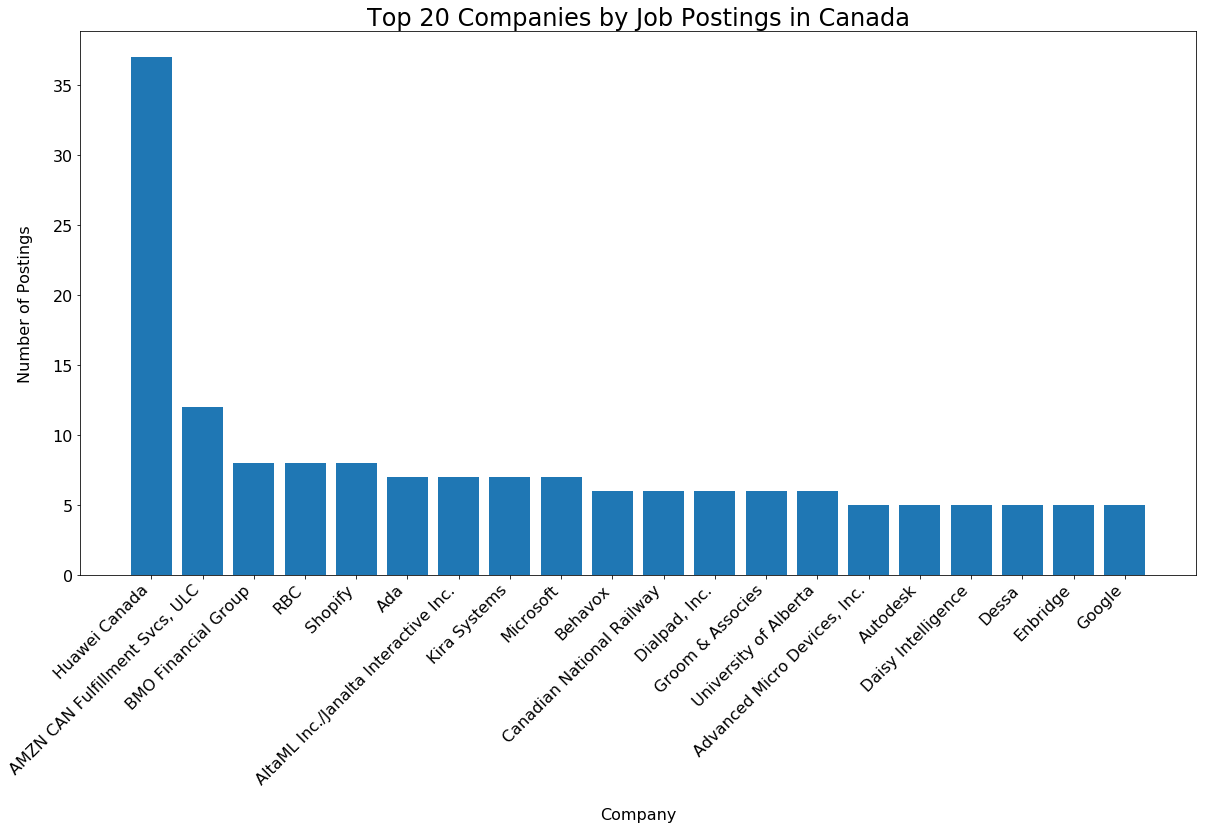 Top 20 Companies by Job Postings in Canada
Number of Postings
35
30
25
20
15
10
5
0
Huawei Canada
AMZN CAN Fulfillment Svcs, ULC
BMO Financial Group
RBC
Shopify
Ada
AltaML Inc./Janalta Interactive Inc.
Kira Systems
Microsoft
Behavox
Canadian National Railway
Dialpad, Inc.
Groom & Associes
University of Alberta
Advanced Micro Devices, Inc.
Autodesk
Daisy Intelligence
Dessa
Enbridge
Google
Company